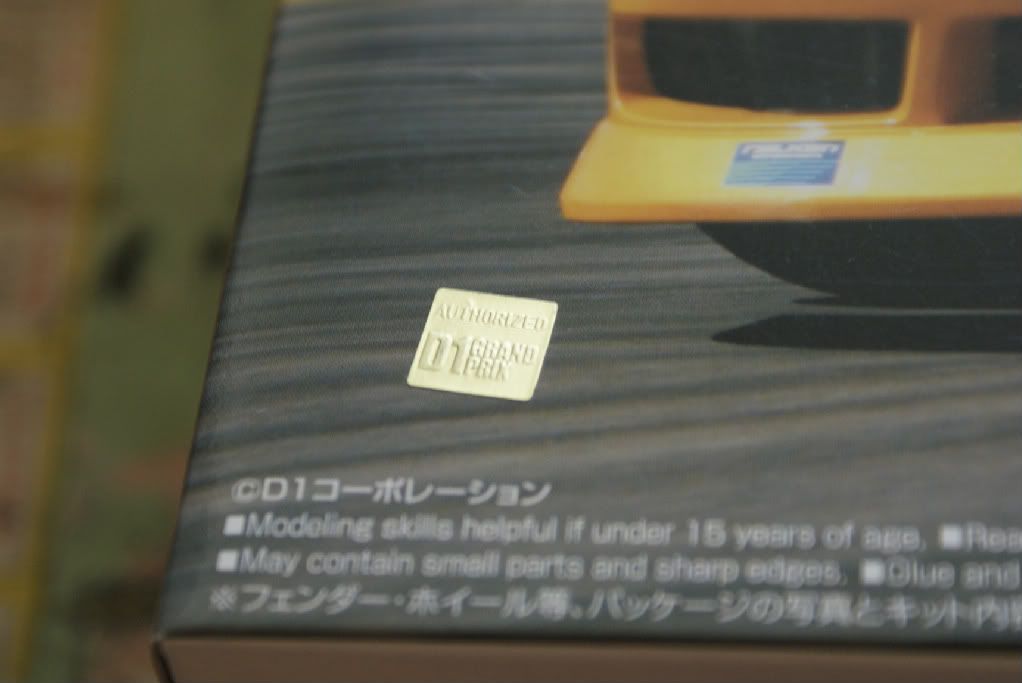 FALKEN
AUTHORIZED
D1 GRAND
PRIX
©D1コーポレーション
■Modeling skills helpful if under 15 years of age. ■Rea
■May contain small parts and sharp edges. ■Glue and
※フェンダー・ホイール等、パッケージの写真とキット内